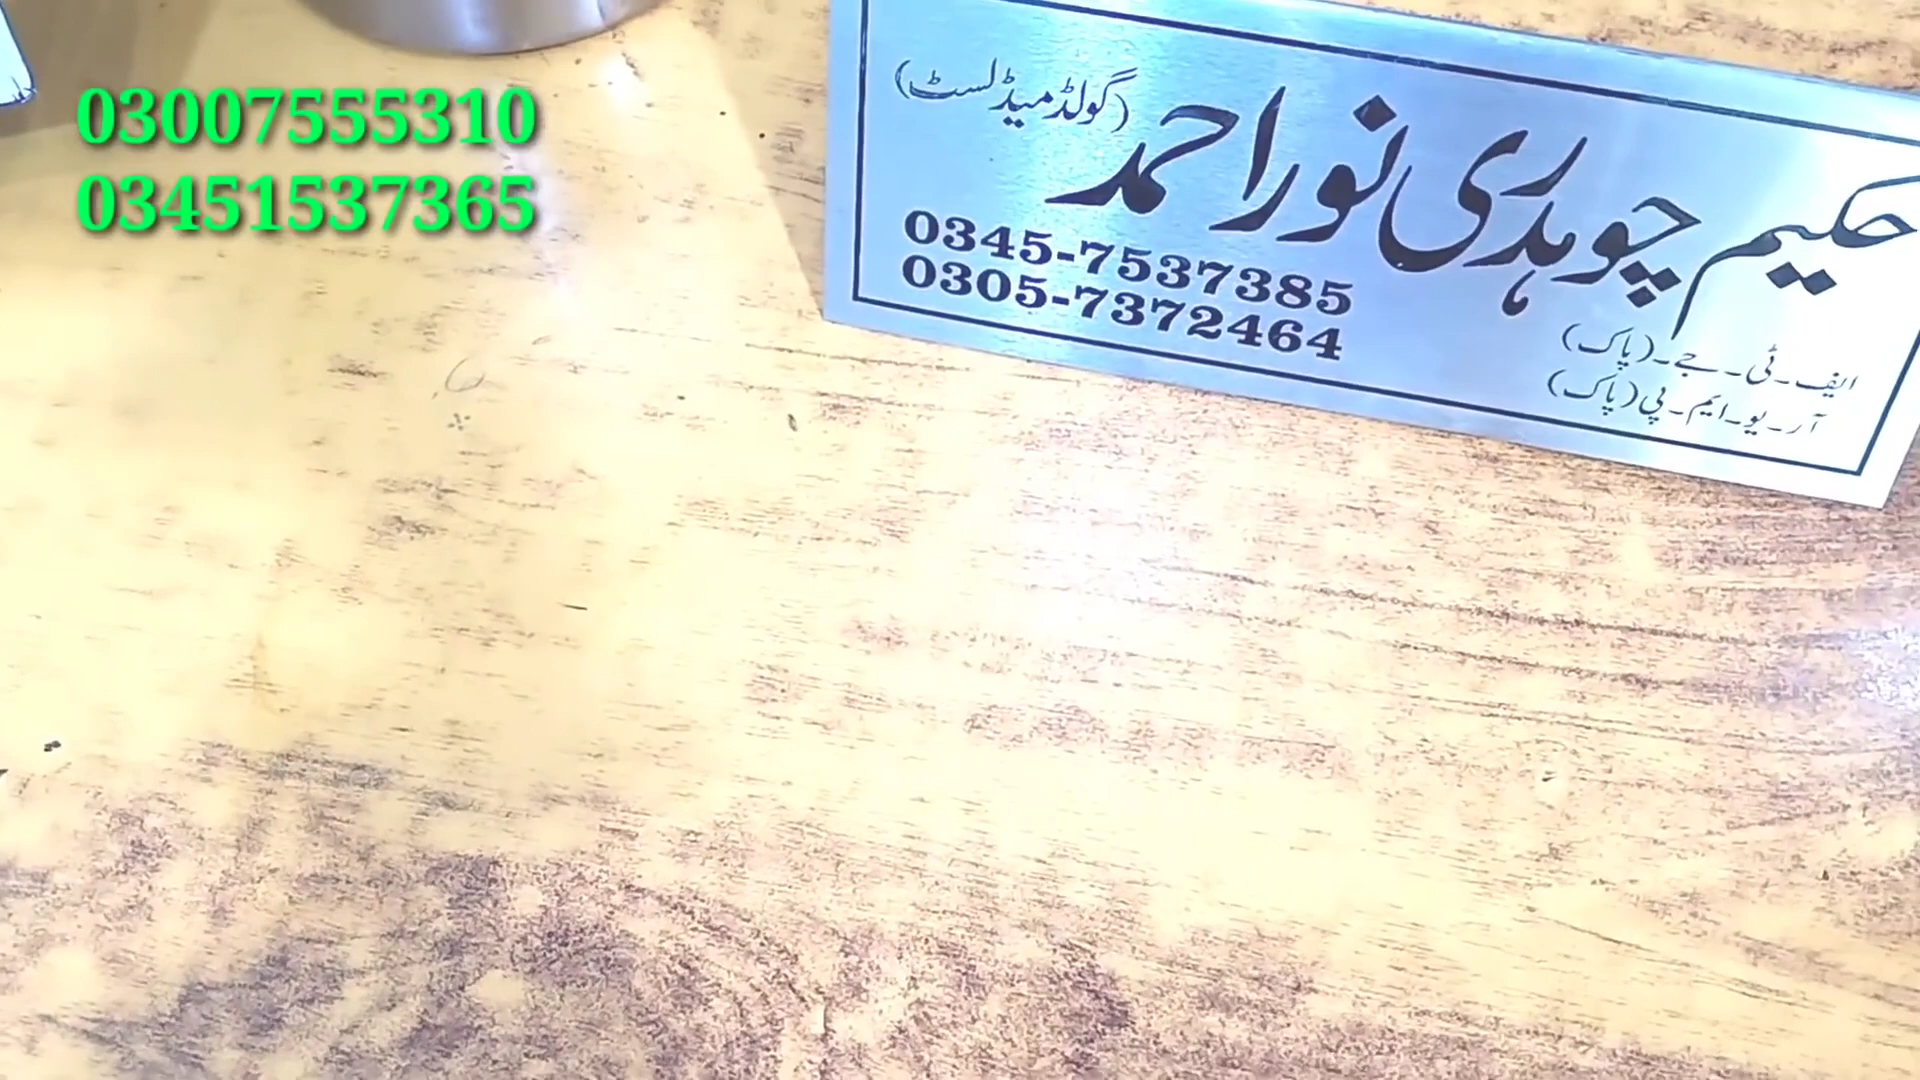 03007555310
03451537365
حکیم چوہدری نور احمد (گولڈ میڈلسٹ)
0345-7537385
0305-7372464
ایف۔ٹی۔جے۔(پاک)
آر۔یو۔ایم۔پی(پاک)